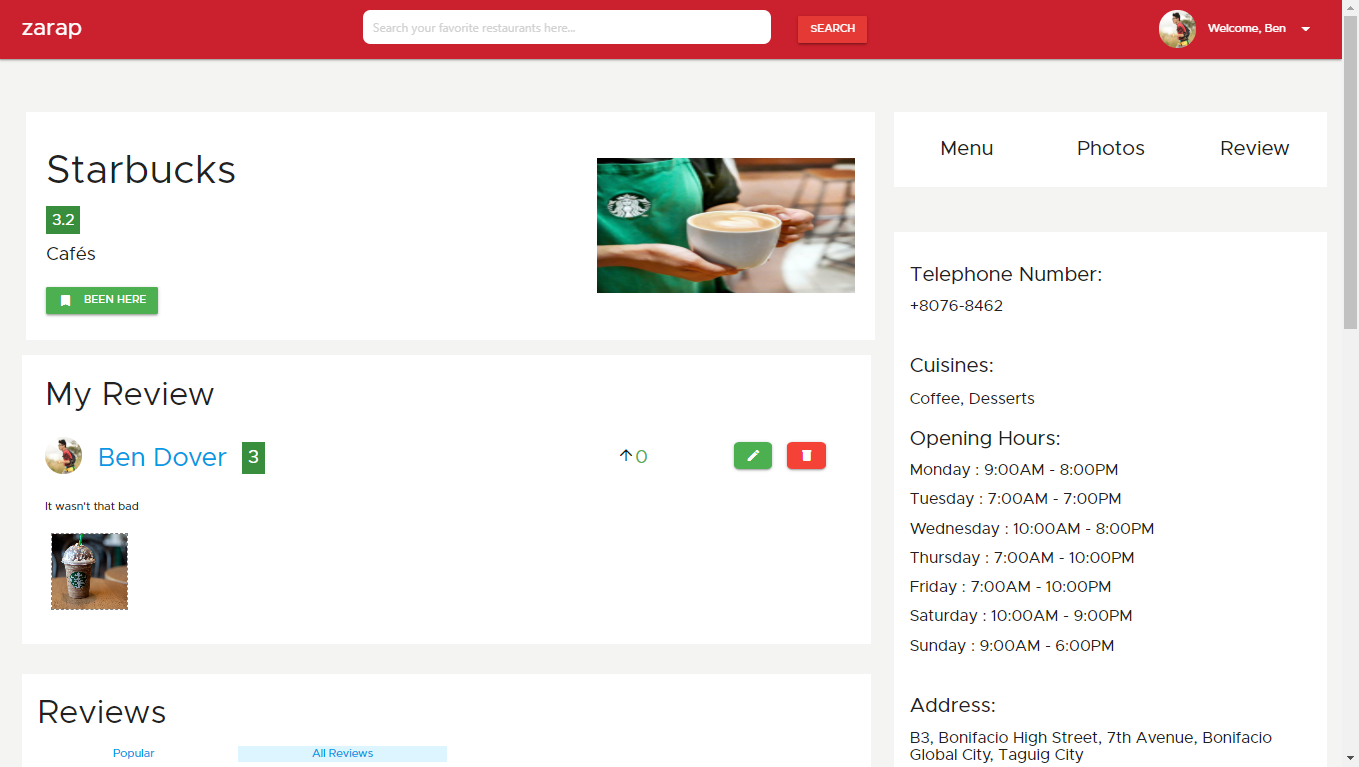 zarap
Search your favorite restaurants here...
SEARCH
Welcome, Ben
Starbucks
3.2
Cafés
BEEN HERE
Menu
Photos
Review
My Review
Ben Dover
3
0
It wasn't that bad
Reviews
Popular
All Reviews
Telephone Number:
+8076-8462
Cuisines:
Coffee, Desserts
Opening Hours:
Monday : 9:00AM - 8:00PM
Tuesday : 7:00AM - 7:00PM
Wednesday : 10:00AM - 8:00PM
Thursday : 7:00AM - 10:00PM
Friday : 7:00AM - 10:00PM
Saturday : 10:00AM - 9:00PM
Sunday : 9:00AM - 6:00PM
Address:
B3, Bonifacio High Street, 7th Avenue, Bonifacio
Global City, Taguig City